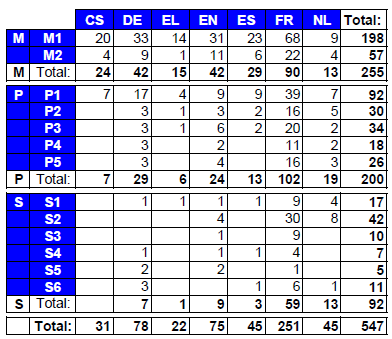 CS DE EL EN ES FR NL Total:
M M1 20 33 14 31 23 68 9 198
M2 4 9 1 11 6 22 4 57
M Total: 24 42 15 42 29 90 13 255
P P1 7 17 4 9 9 39 7 92
P2 3 1 3 2 16 5 30
P3 3 1 6 2 20 2 34
P4 3 2 11 2 18
P5 3 4 16 3 26
P Total: 7 29 6 24 13 102 19 200
S S1 1 1 1 1 9 4 17
S2 4 30 8 42
S3 1 9 10
S4 1 1 1 4 7
S5 2 2 1 5
S6 3 1 6 1 11
S Total: 7 1 9 3 59 13 92
Total: 31 78 22 75 45 251 45 547